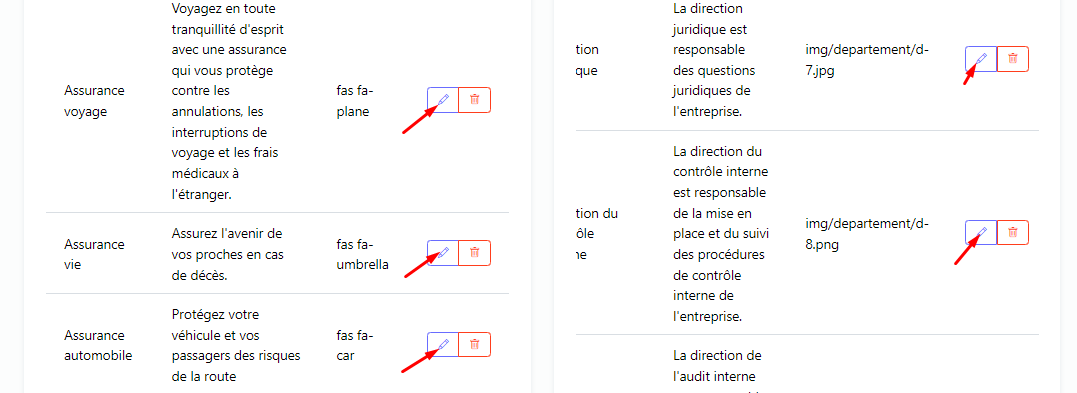 Voyagez en toute
tranquillité d'esprit
avec une assurance
qui vous protège
contre les
annulations, les
interruptions de
voyage et les frais
médicaux à
l'étranger.
Assurance
voyage
fas fa-
plane
Assurance
vie
Assurez l'avenir de
vos proches en cas
de décès.
fas fa-
umbrella
Assurance
automobile
Protégez votre
véhicule et vos
passagers des risques
de la route
fas fa-
car
tion
que
La direction
juridique est
responsable
des questions
juridiques de
l'entreprise.
img/departement/d-
7.jpg
tion du
ôle
ne
La direction du
contrôle interne
est responsable
de la mise en
place et du suivi
des procédures
de contrôle
interne de
l'entreprise.
img/departement/d-
8.png
La direction de
l'audit interne